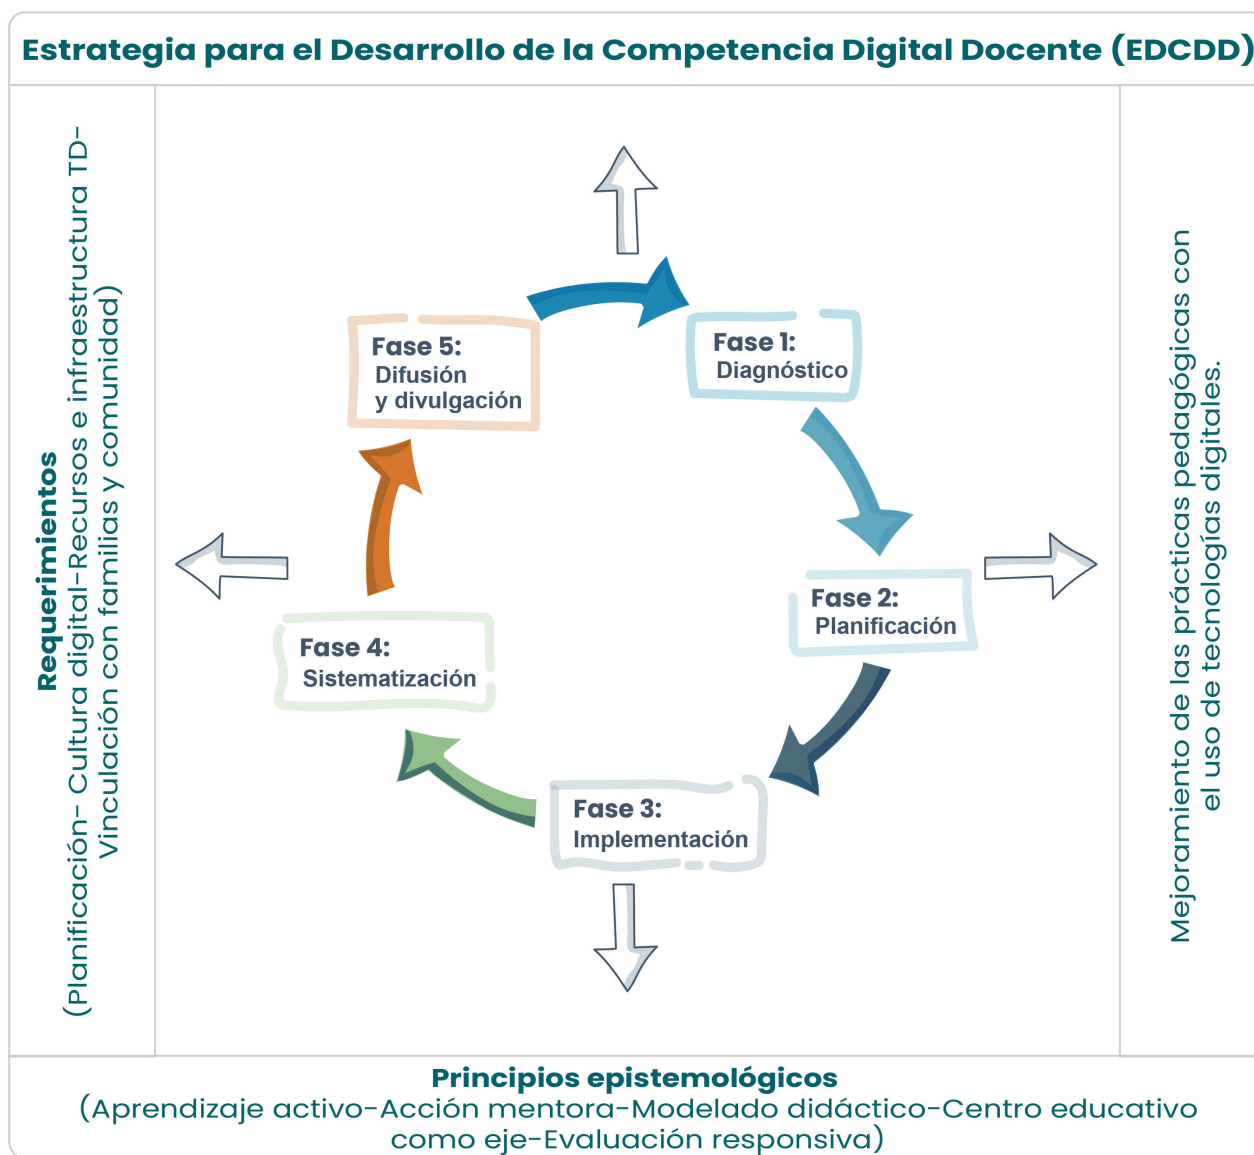 Estrategia para el Desarrollo de la Competencia Digital Docente (EDCDD)
Requerimientos
(Planificación- Cultura digital-Recursos e infraestructura TD-
Vinculación con familias y comunidad)
Fase 1:
Diagnóstico
Fase 2:
Planificación
Fase 3:
Implementación
Fase 4:
Sistematización
Fase 5:
Difusión
y divulgación
Mejoramiento de las prácticas pedagógicas con
el uso de tecnologías digitales.
Principios epistemológicos
(Aprendizaje activo-Acción mentora-Modelado didáctico-Centro educativo
como eje-Evaluación responsiva)